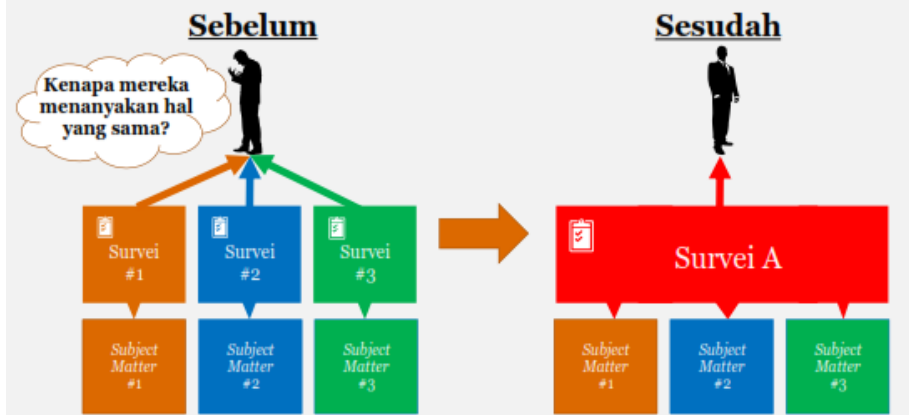 Sebelum
Sesudah
Kenapa mereka
menanyakan hal
yang sama?
Survei
#1
Survei
#2
Survei
#3
Survei A
Subject
Matter
#1
Subject
Matter
#2
Subject
Matter
#3
Subject
Matter
#1
Subject
Matter
#2
Subject
Matter
#3